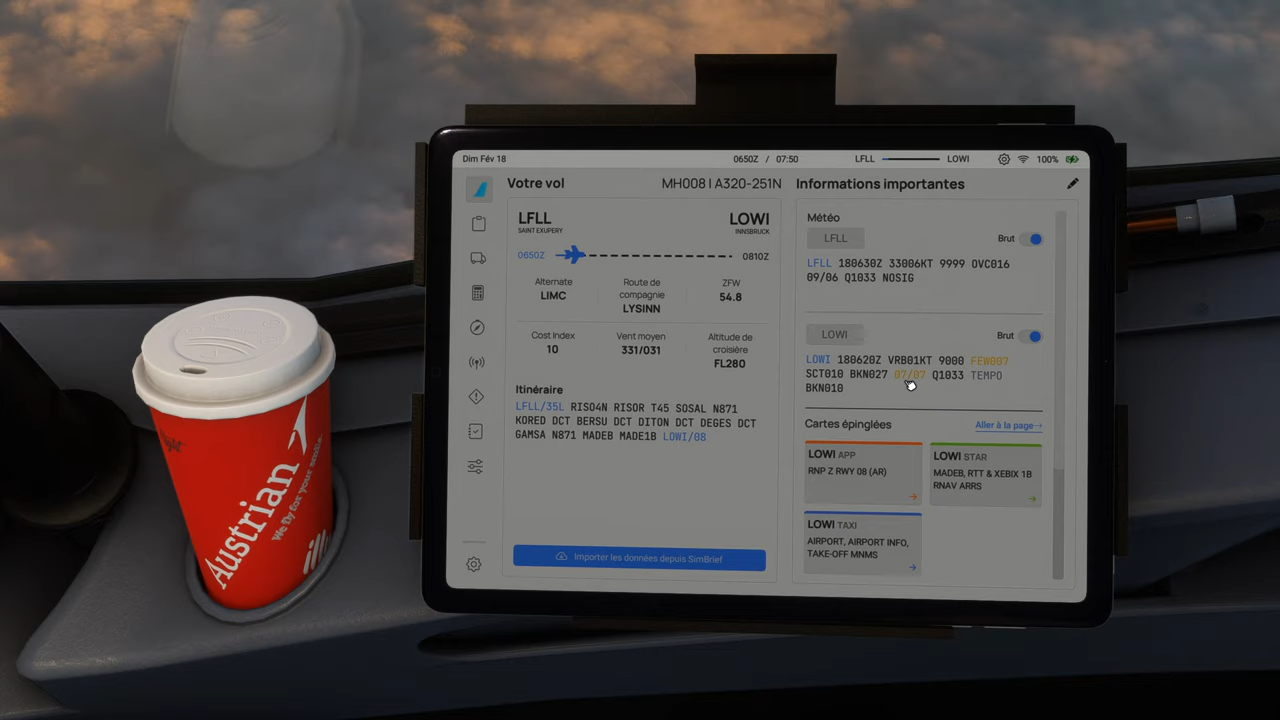 Dim Fév 18
0650Z / 07:50
LFLL LOWI
100%
Votre vol
MH008 | A320-251N
LFLL
SAINT EXUPERY
LOWI
INNSBRUCK
0650Z
0810Z
Alternate
LIMC
Route de
compagnie
LYSINN
ZFW
54.8
Cost Index
10
Vent moyen
331/031
Altitude de
croisière
FL280
Itinéraire
LFLL/35L RISO4N RISOR T45 SOSAL N871
KORED DCT BERSU DCT DITON DCT DEGES DCT
GAMSA N871 MADEB MADE1B LOWI/08
Importer les données depuis SimBrief
Informations importantes
Météo
LFLL
Brut
LFLL 180630Z 33006KT 9999 OVC016
09/06 Q1033 NOSIG
LOWI
Brut
LOWI 180620Z VRB01KT 9000 FEW007
SCT010 BKN027 07/07 Q1033 TEMPO
BKN010
Cartes épinglées
Aller à la page
LOWI APP
RNP Z RWY 08 (AR)
LOWI STAR
MADEB, RTT & XEBIX 1B
RNAV ARRS
LOWI TAXI
AIRPORT, AIRPORT INFO,
TAKE-OFF MNMS
Austrian
We fly for your smile